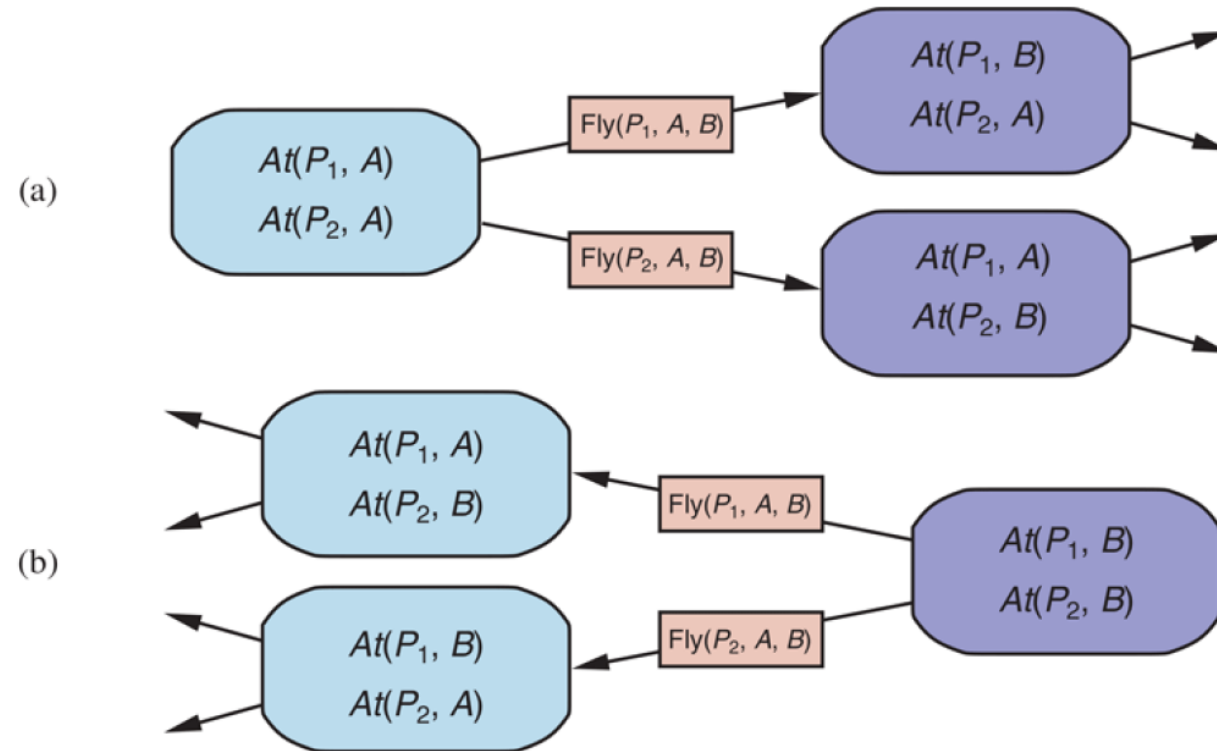 (a)
At(P₁, A)
At(P₂, A)
Fly(P₁, A, B)
Fly(P₂, A, B)
At(P₁, B)
At(P₂, A)
At(P₁, A)
At(P₂, B)
(b)
At(P₁, A)
At(P₂, B)
At(P₁, B)
At(P₂, A)
Fly(P₁, A, B)
Fly(P₂, A, B)
At(P₁, B)
At(P₂, B)